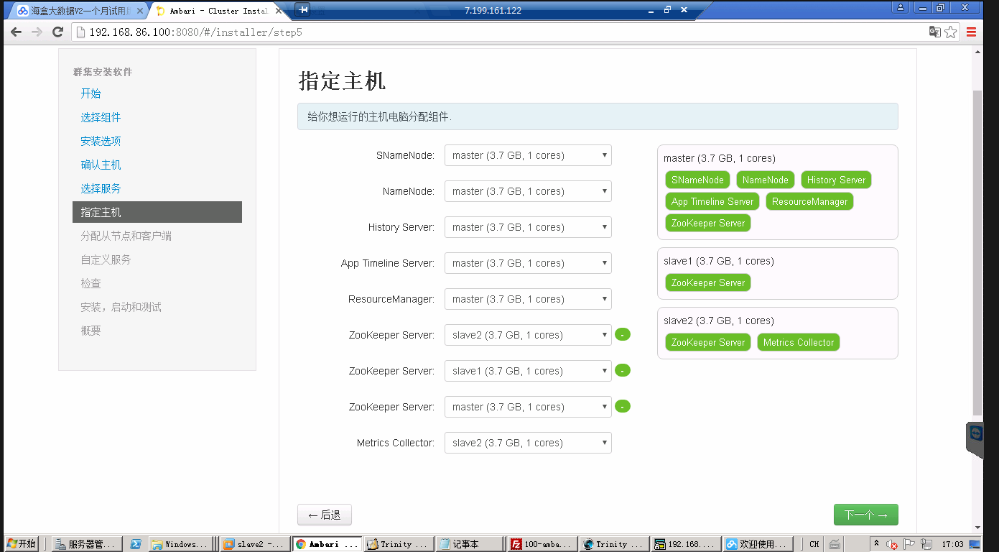 海盒大数据V2—一个月试用
Ambari - Cluster Instal
7.199.161.122
192.168.86.100:8080/#/installer/step5
群集安装软件
开始
选择组件
安装选项
确认主机
选择服务
指定主机
分配从节点和客户端
自定义服务
检查
安装，启动和测试
概要
指定主机
给你想运行的主机电脑分配组件.
SNameNode: master (3.7 GB, 1 cores)
NameNode: master (3.7 GB, 1 cores)
History Server: master (3.7 GB, 1 cores)
App Timeline Server: master (3.7 GB, 1 cores)
ResourceManager: master (3.7 GB, 1 cores)
ZooKeeper Server: slave2 (3.7 GB, 1 cores) -
ZooKeeper Server: slave1 (3.7 GB, 1 cores) -
ZooKeeper Server: master (3.7 GB, 1 cores) -
Metrics Collector: slave2 (3.7 GB, 1 cores)
master (3.7 GB, 1 cores)
SNameNode NameNode History Server
App Timeline Server ResourceManager
ZooKeeper Server
slave1 (3.7 GB, 1 cores)
ZooKeeper Server
slave2 (3.7 GB, 1 cores)
ZooKeeper Server Metrics Collector
← 后退
下一个 →
开始 服务器管... Windows... slave2 -... Ambari ... Trinity ... 记事本 100-amba... Trinity ... 192.168.... 欢迎使用... CH 17:03